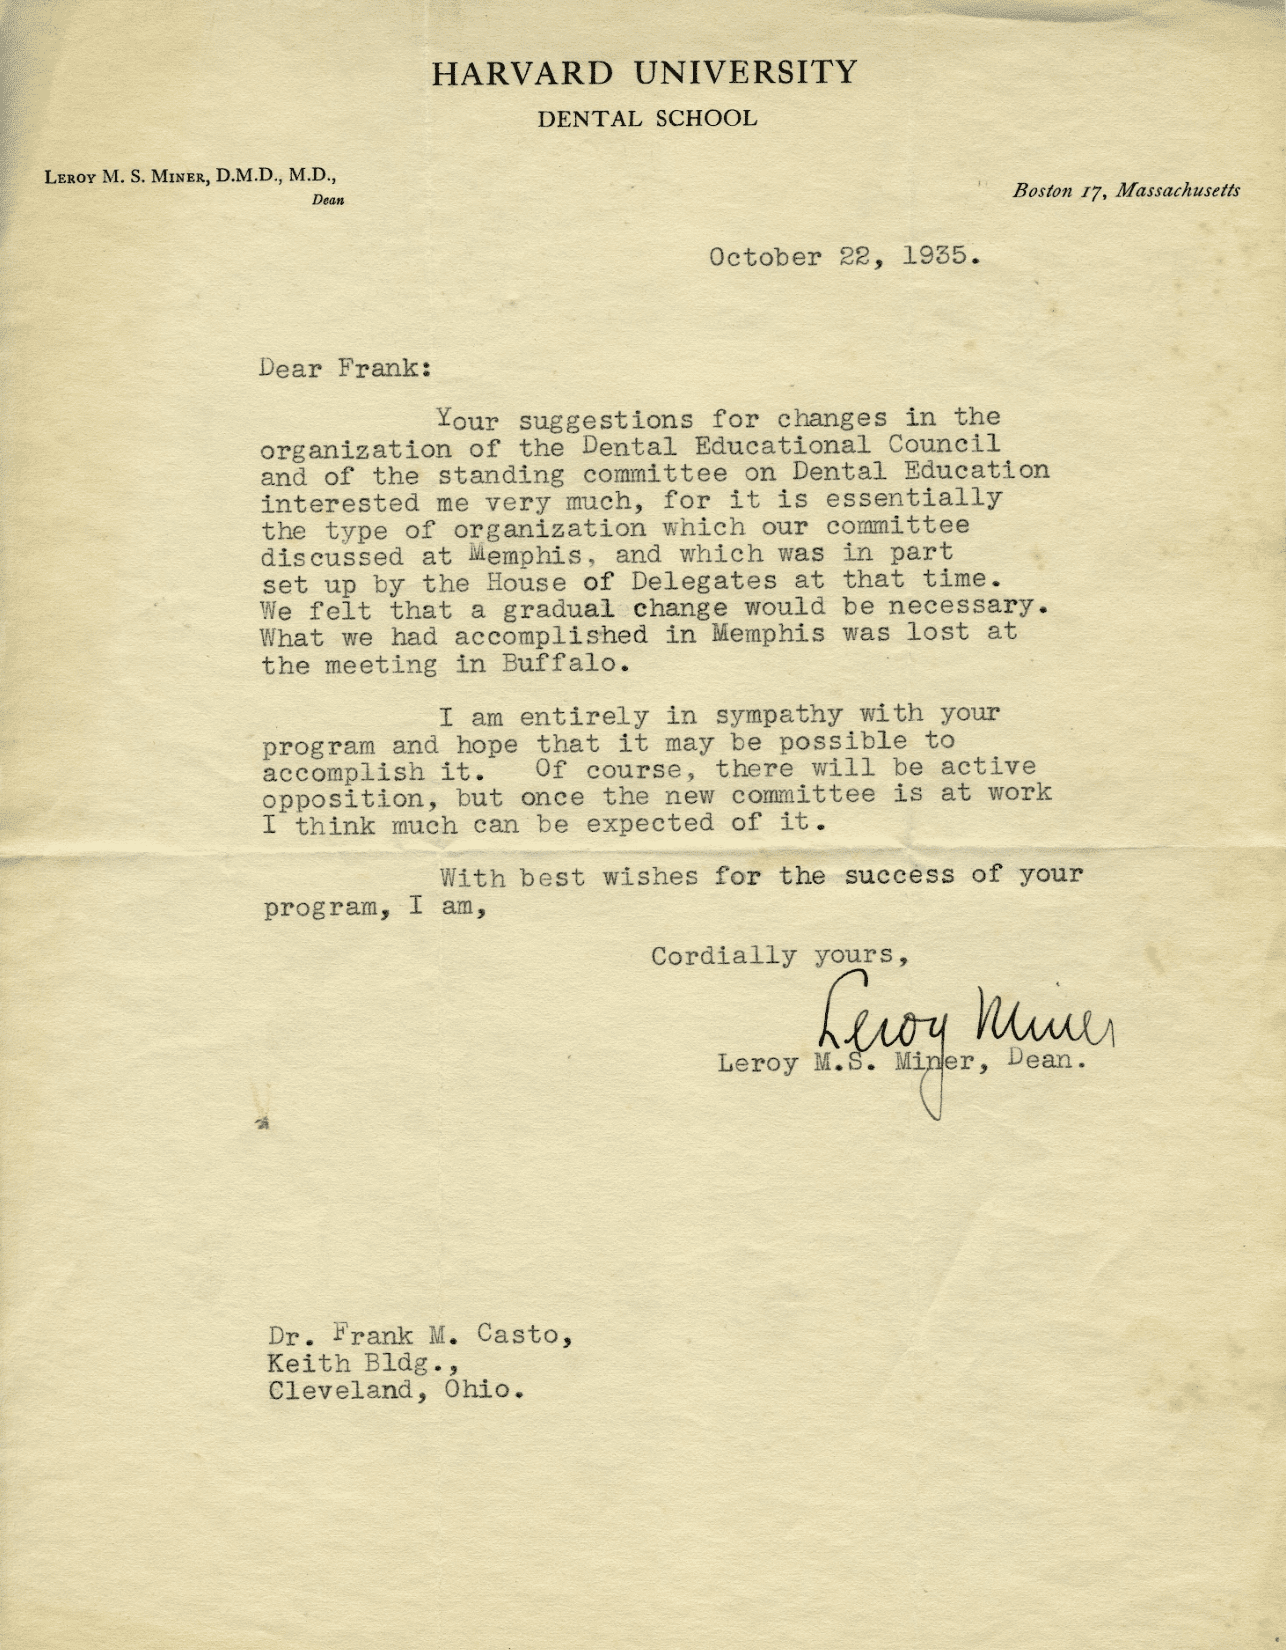 HARVARD UNIVERSITY
DENTAL SCHOOL
LEROY M. S. MINER, D.M.D., M.D.,
Dean
Boston 17, Massachusetts
October 22, 1935.
Dear Frank:
Your suggestions for changes in the
organization of the Dental Educational Council
and of the standing committee on Dental Education
interested me very much, for it is essentially
the type of organization which our committee
discussed at Memphis, and which was in part
set up by the House of Delegates at that time.
We felt that a gradual change would be necessary.
What we had accomplished in Memphis was lost at
the meeting in Buffalo.
I am entirely in sympathy with your
program and hope that it may be possible to
accomplish it. Of course, there will be active
opposition, but once the new committee is at work
I think much can be expected of it.
With best wishes for the success of your
program, I am,
Cordially yours,
Leroy Miner
Leroy M.S. Miner, Dean.
Dr. Frank M. Casto,
Keith Bldg.,
Cleveland, Ohio.